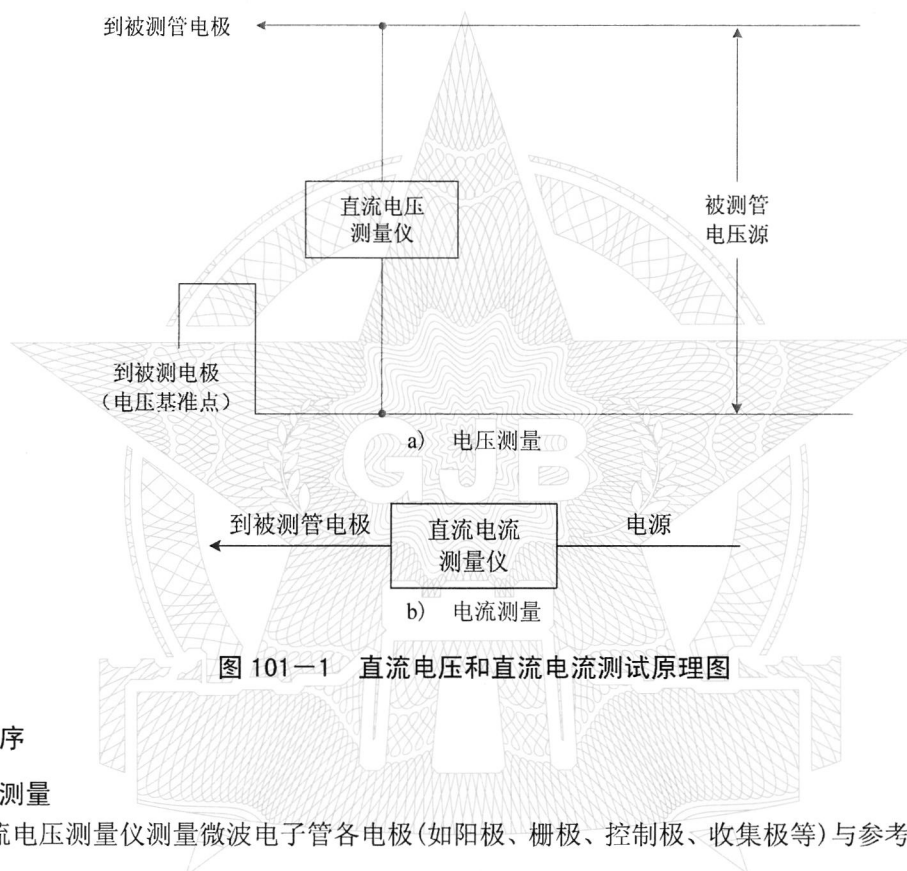 到被测管电极
直流电压
测量仪
被测管
电压源
到被测电极
（电压基准点）
a) 电压测量
GJB
到被测管电极
直流电流
测量仪
电源
b) 电流测量
图 101－1 直流电压和直流电流测试原理图
序
测量
流电压测量仪测量微波电子管各电极(如阳极、栅极、控制极、收集极等)与参考